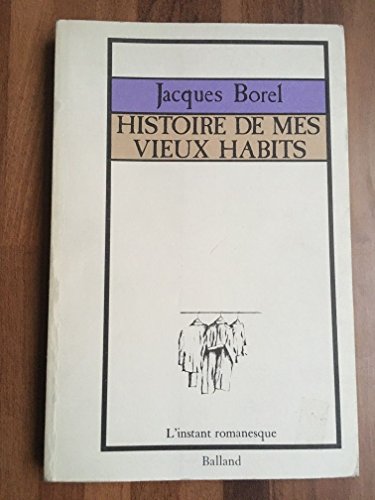 Jacques Borel
HISTOIRE DE MES
VIEUX HABITS
L'instant romanesque
Balland